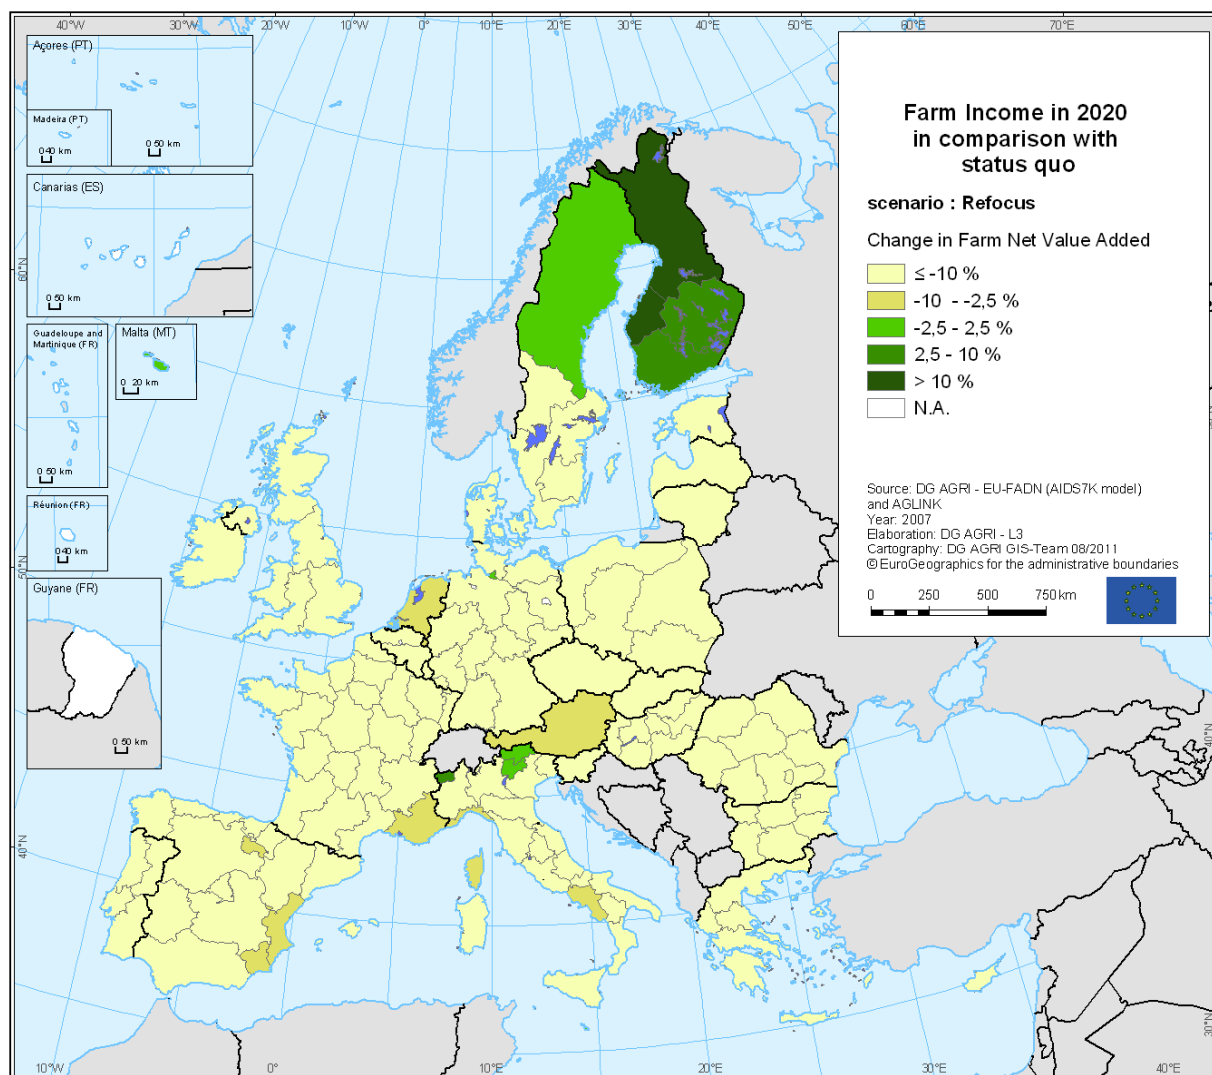 40°W
30°W
20°W
10°W
0°
10°E
20°E
30°E
40°E
50°E
60°E
70°E
Açores (PT)
Madeira (PT)
0 40 km
0 50 km
Canarias (ES)
0 50 km
Guadeloupe and
Martinique (FR)
0 50 km
Malta (MT)
0 20 km
Réunion (FR)
0 40 km
Guyane (FR)
0 50 km
60°N
50°N
40°N
Farm Income in 2020
in comparison with
status quo
scenario : Refocus
Change in Farm Net Value Added
≤ -10 %
-10 - -2,5 %
-2,5 - 2,5 %
2,5 - 10 %
> 10 %
N.A.
Source: DG AGRI - EU-FADN (AIDS7K model)
and AGLINK
Year: 2007
Elaboration: DG AGRI - L3
Cartography: DG AGRI GIS-Team 08/2011
© EuroGeographics for the administrative boundaries
0 250 500 750 km
40°N
30°N
10°W
0°
10°E
20°E
30°E
40°E